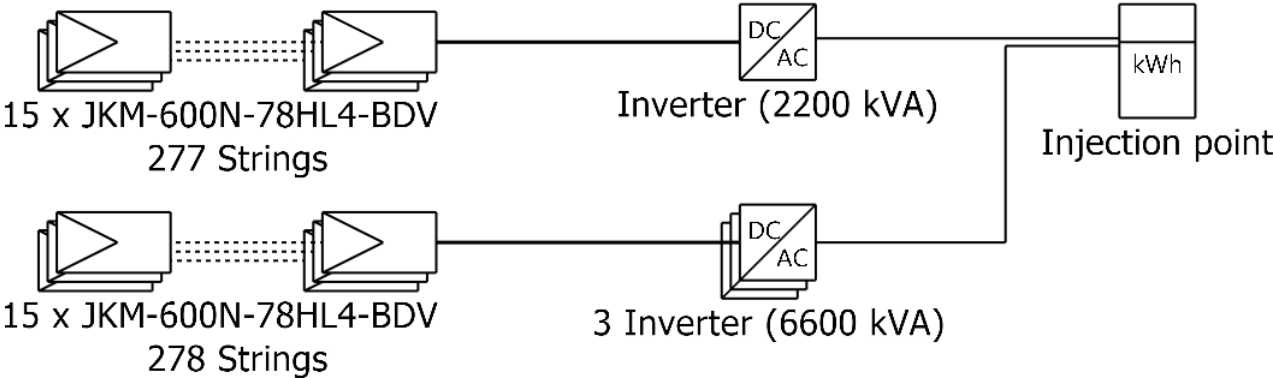 DC
AC
kWh
15 x JKM-600N-78HL4-BDV
277 Strings
Inverter (2200 kVA)
Injection point
DC
AC
15 x JKM-600N-78HL4-BDV
278 Strings
3 Inverter (6600 kVA)